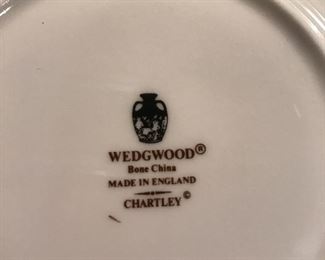 WEDGWOOD®
Bone China
MADE IN ENGLAND
CHARTLEY©